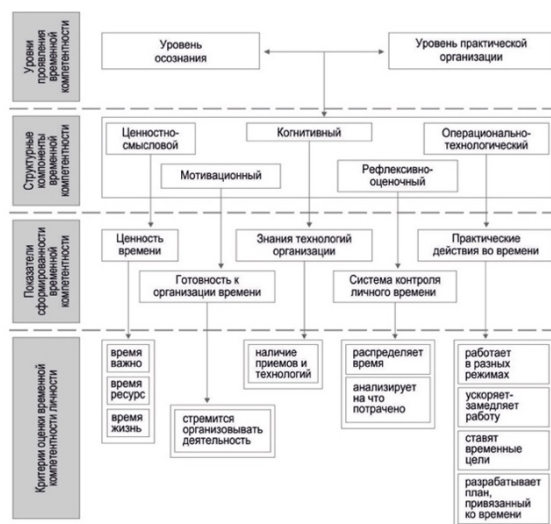 Уровни
проявления
временной
компетентности
Уровень
осознания
Уровень практической
организации
Структурные
компоненты
временной
компетентности
Ценностно-
смысловой
Когнитивный
Операционально-
технологический
Мотивационный
Рефлексивно-
оценочный
Показатели
сформированности
временной
компетентности
Ценность
времени
Знания технологий
организации
Практические
действия во времени
Готовность к
организации времени
Система контроля
личного времени
Критерии оценки временной
компетентности личности
время
важно
время
ресурс
время
жизнь
стремится
организовывать
деятельность
наличие
приемов и
технологий
распределяет
время
анализирует
на что
потрачено
работает
в разных
режимах
ускоряет-
замедляет
работу
ставят
временные
цели
разрабатывает
план,
привязанный
ко времени